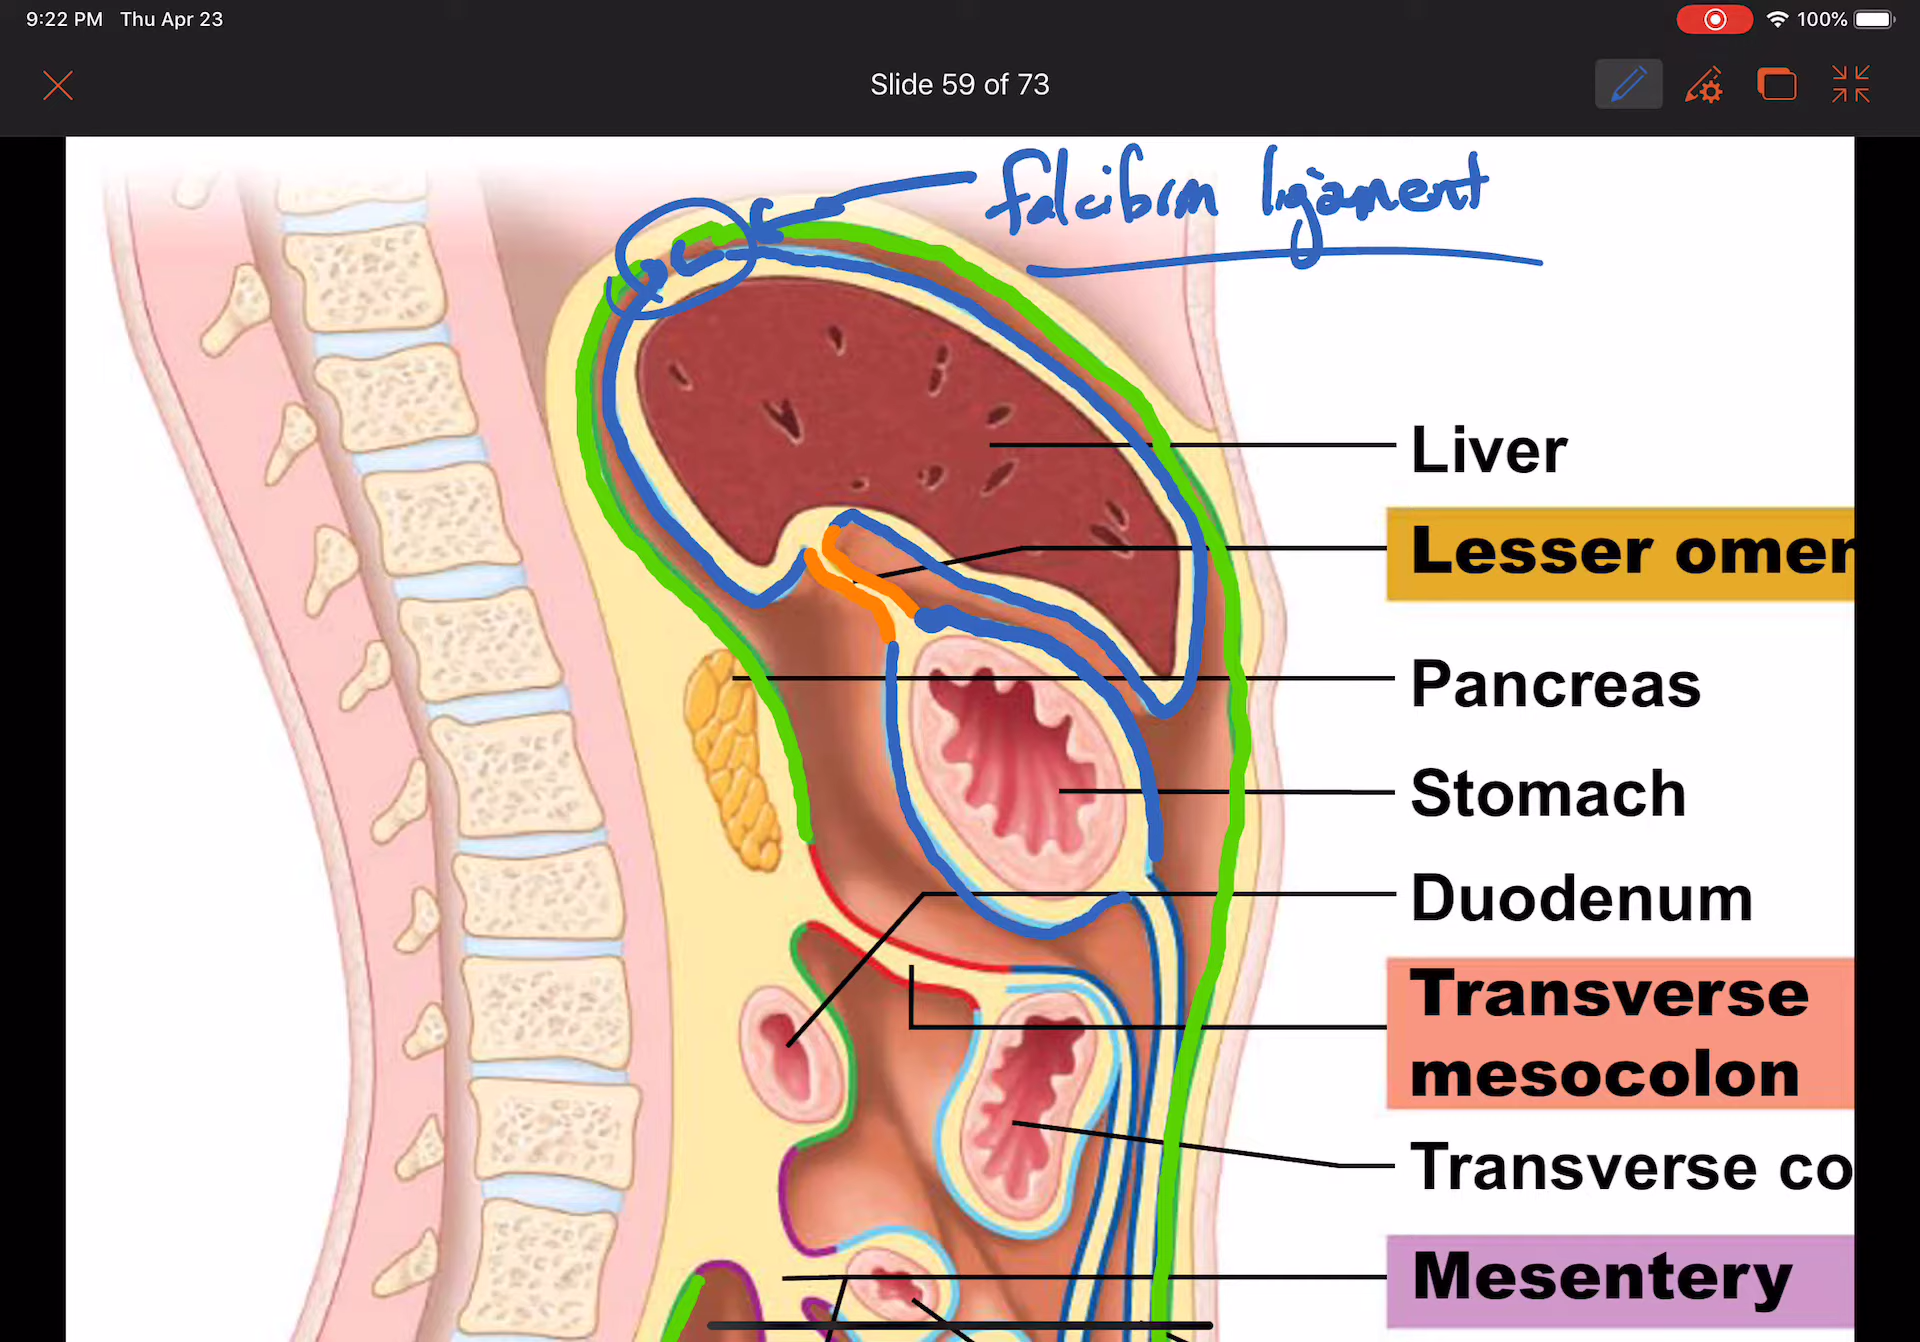 9:22 PM Thu Apr 23
100%
Slide 59 of 73
falciform ligament
Liver
Lesser omen
Pancreas
Stomach
Duodenum
Transverse
mesocolon
Transverse co
Mesentery